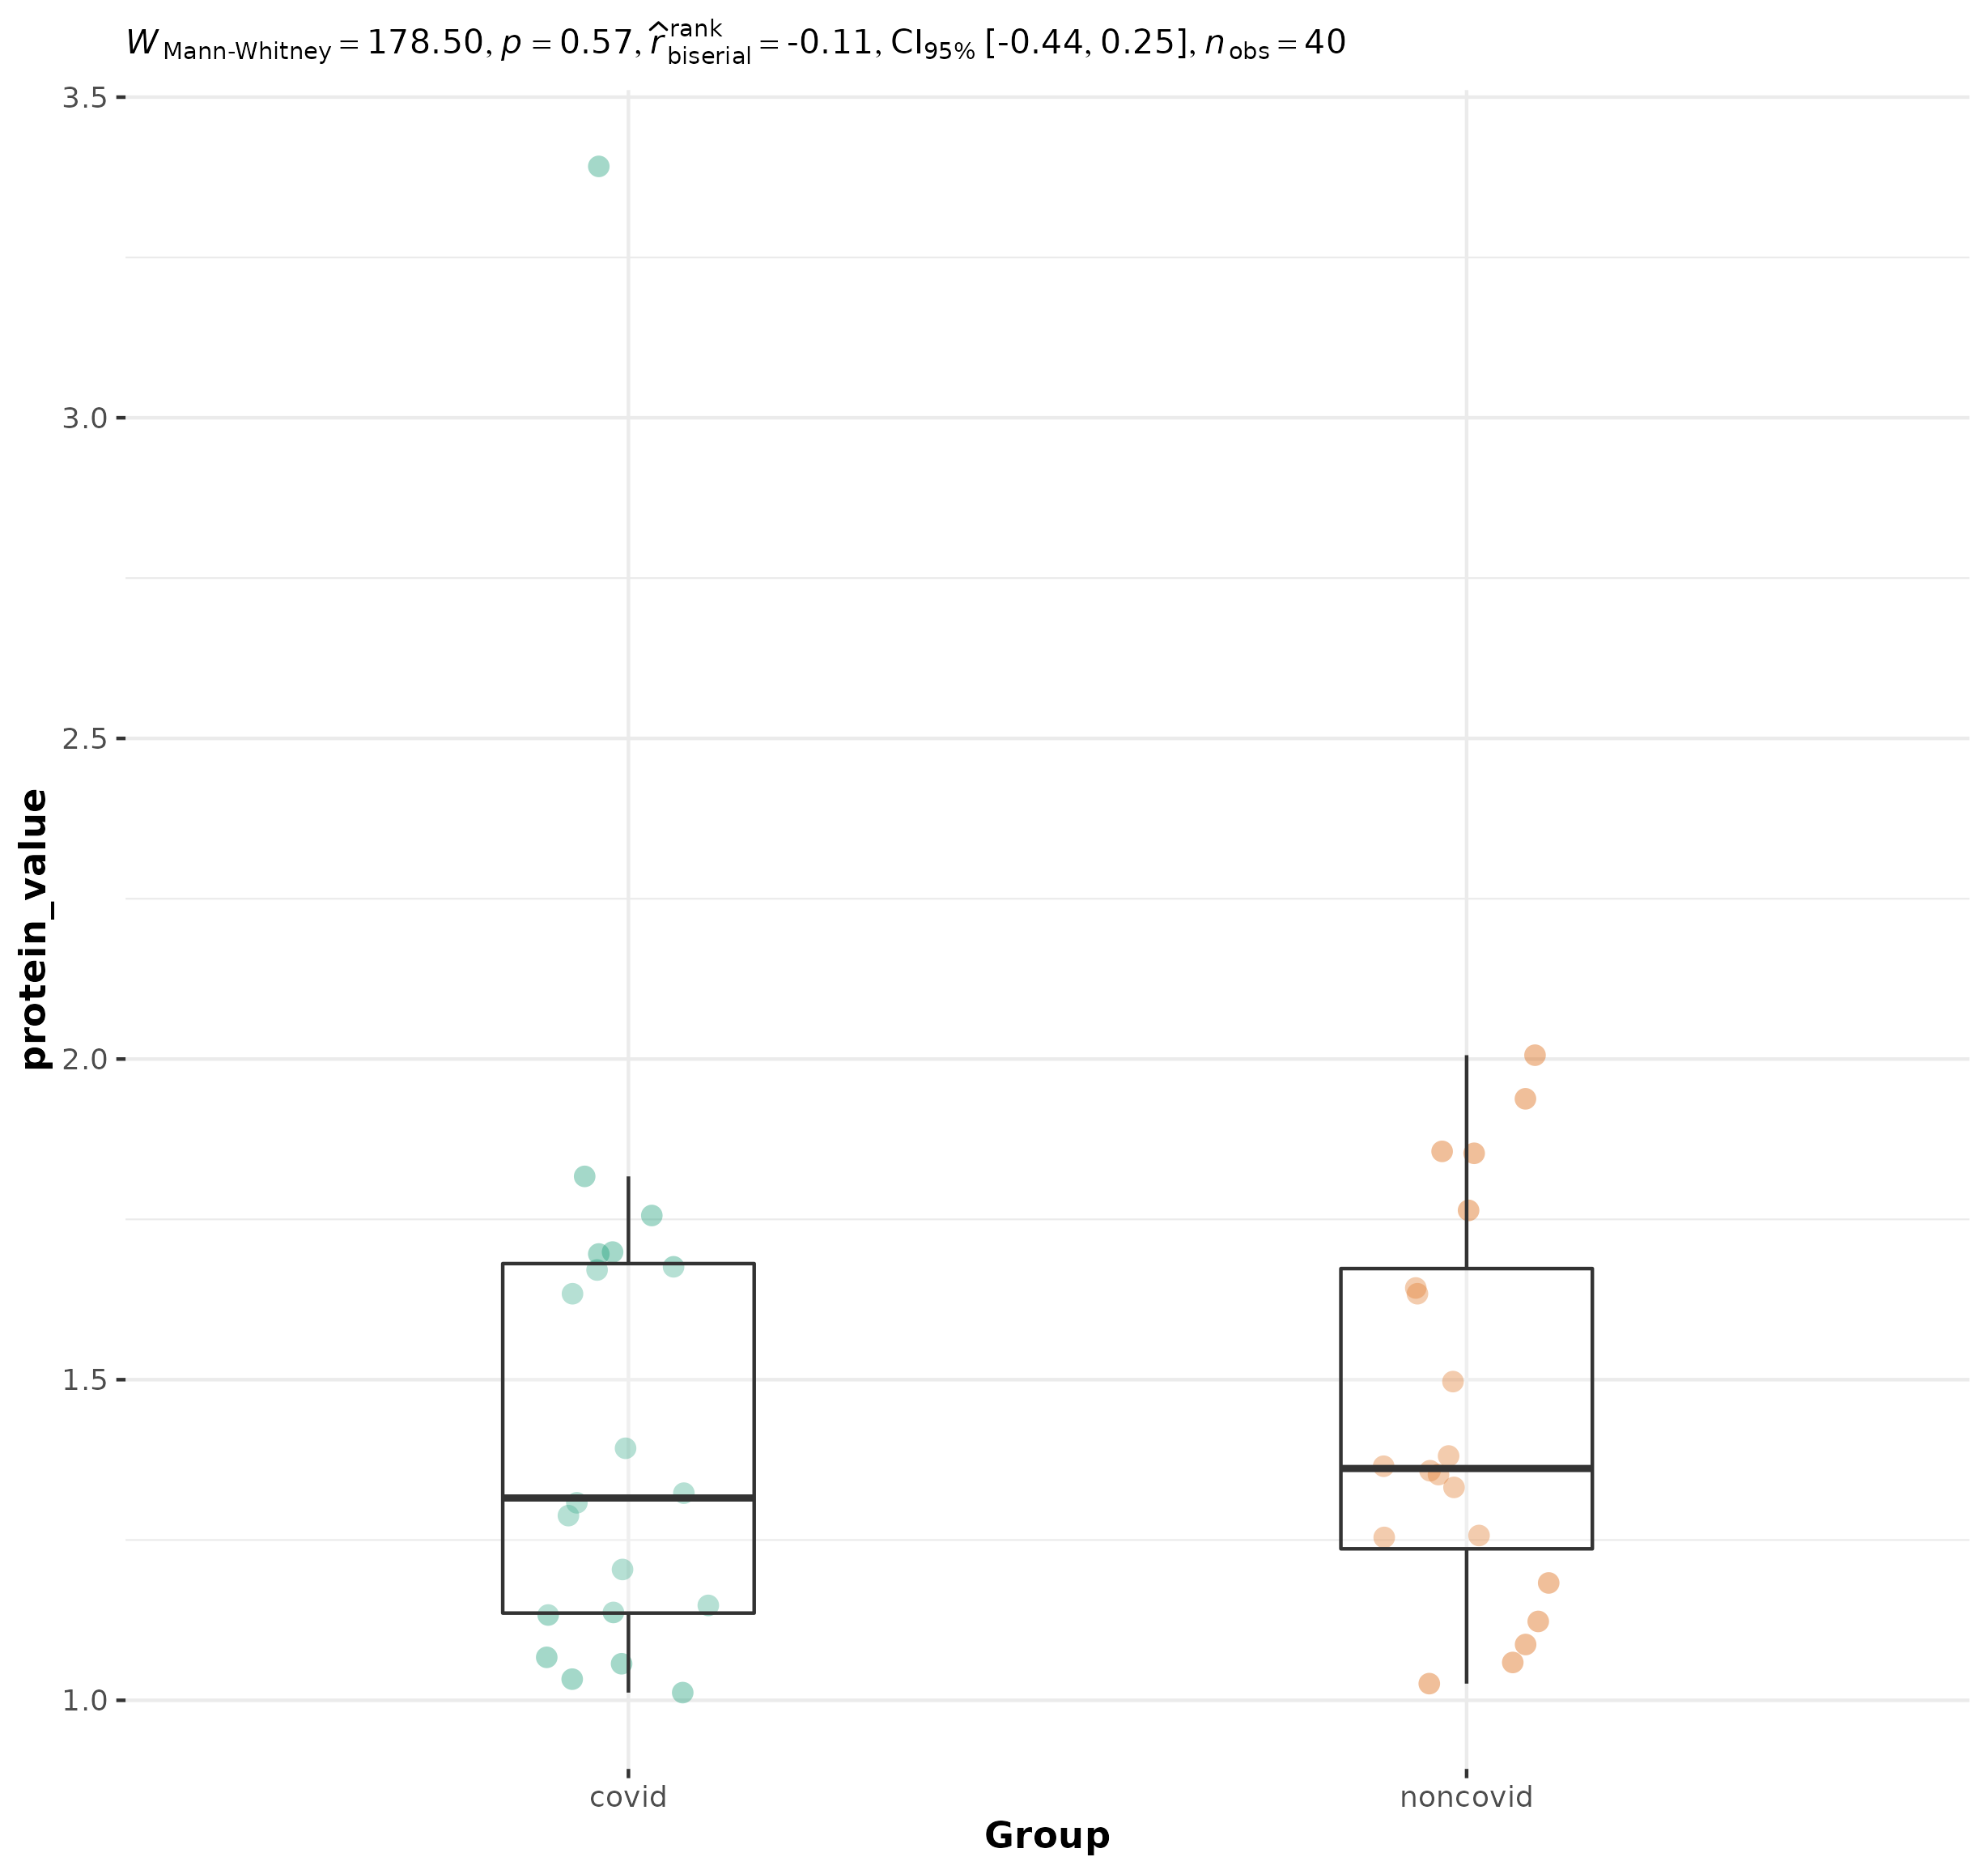 W Mann-Whitney = 178.50, p = 0.57, r̂ rank biserial = -0.11, CI95% [-0.44, 0.25], n obs = 40
3.5
3.0
2.5
2.0
1.5
1.0
protein_value
covid noncovid
Group